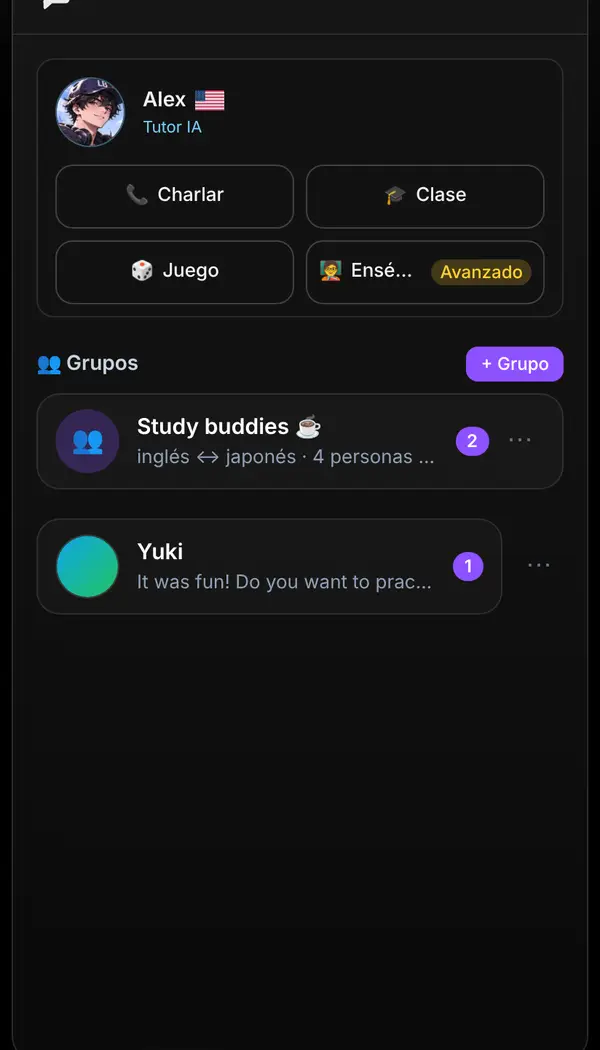 Alex 🇺🇸
Tutor IA
📞 Charlar
🎓 Clase
🎲 Juego
🧑‍🏫 Ensé... Avanzado
👥 Grupos
+ Grupo
Study buddies ☕
inglés ↔ japonés · 4 personas ...
2
Yuki
It was fun! Do you want to prac...
1